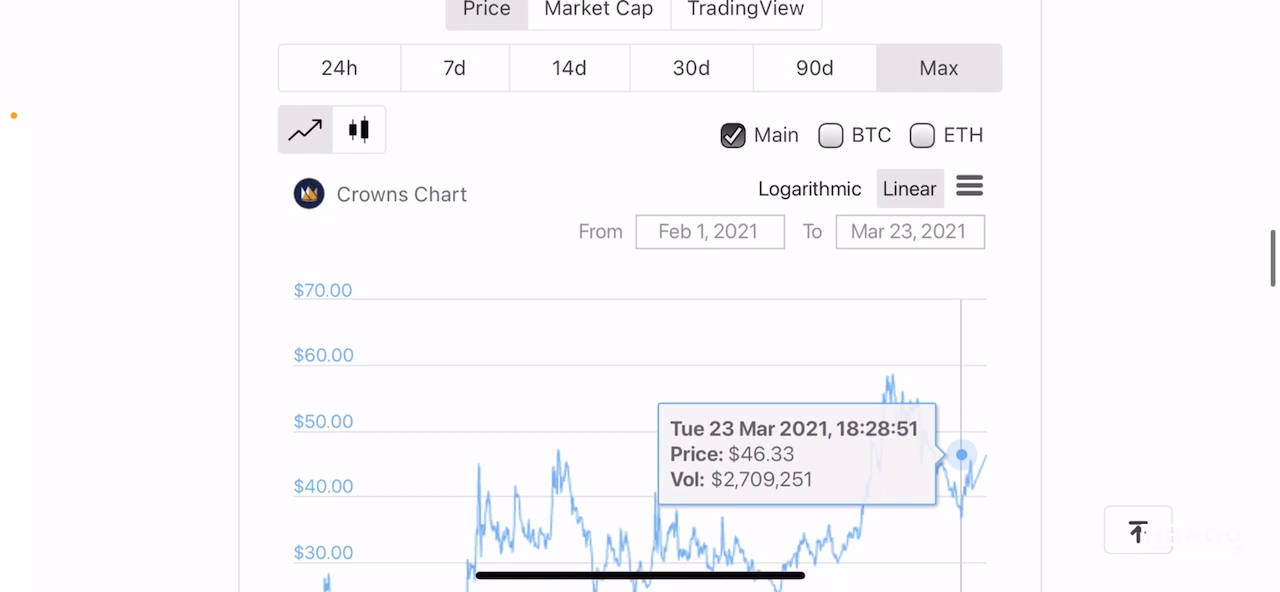 Price Market Cap TradingView
24h 7d 14d 30d 90d Max
Main BTC ETH
Crowns Chart
Logarithmic Linear
From Feb 1, 2021 To Mar 23, 2021
$70.00
$60.00
$50.00
$40.00
$30.00
Tue 23 Mar 2021, 18:28:51
Price: $46.33
Vol: $2,709,251